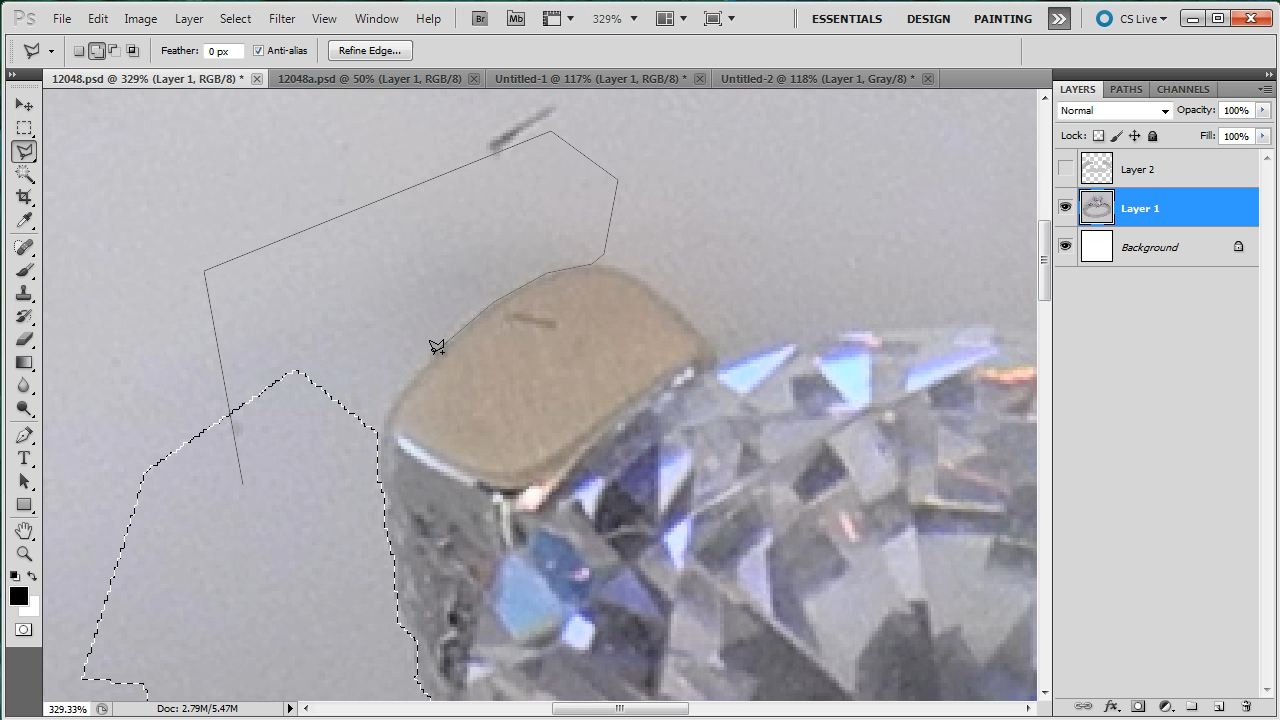 Ps File Edit Image Layer Select Filter View Window Help Br Mb 329% ESSENTIALS DESIGN PAINTING CS Live
Feather: 0 px Anti-alias Refine Edge...
12048.psd @ 329% (Layer 1, RGB/8) * 12048a.psd @ 50% (Layer 1, RGB/8) Untitled-1 @ 117% (Layer 1, RGB/8) * Untitled-2 @ 118% (Layer 1, Gray/8) *
LAYERS PATHS CHANNELS
Normal Opacity: 100%
Lock: Fill: 100%
Layer 2
Layer 1
Background
T
fx
329.33% Doc: 2.79M/5.47M